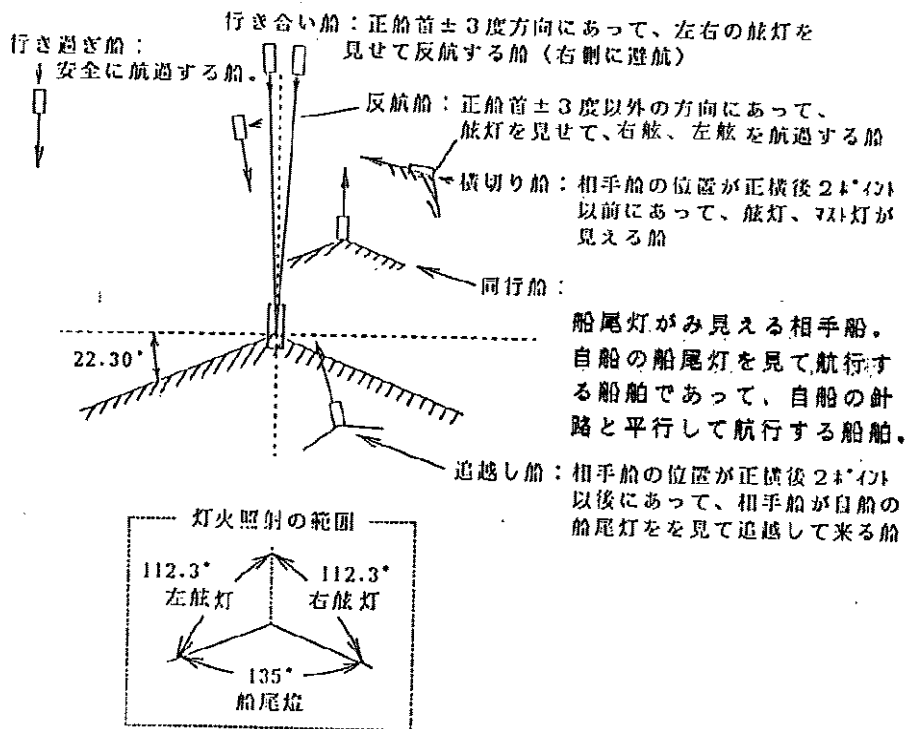 行き合い船：正船首±3度方向にあって、左右の舷灯を
見せて反航する船（右側に避航）
行き過ぎ船：
安全に航過する船。
反航船：正船首±3度以外の方向にあって、
舷灯を見せて、右舷、左舷を航過する船
横切り船：相手船の位置が正横後2ﾎﾟｲﾝﾄ
以前にあって、舷灯、ﾏｽﾄ灯が
見える船
同行船：
船尾灯がみ見える相手船。
自船の船尾灯を見て航行す
る船舶であって、自船の針
路と平行して航行する船舶。
22.30°
追越し船：相手船の位置が正横後2ﾎﾟｲﾝﾄ
以後にあって、相手船が自船の
船尾灯をを見て追越して来る船
灯火照射の範囲
112.3° 112.3°
左舷灯 右舷灯
135°
船尾燈